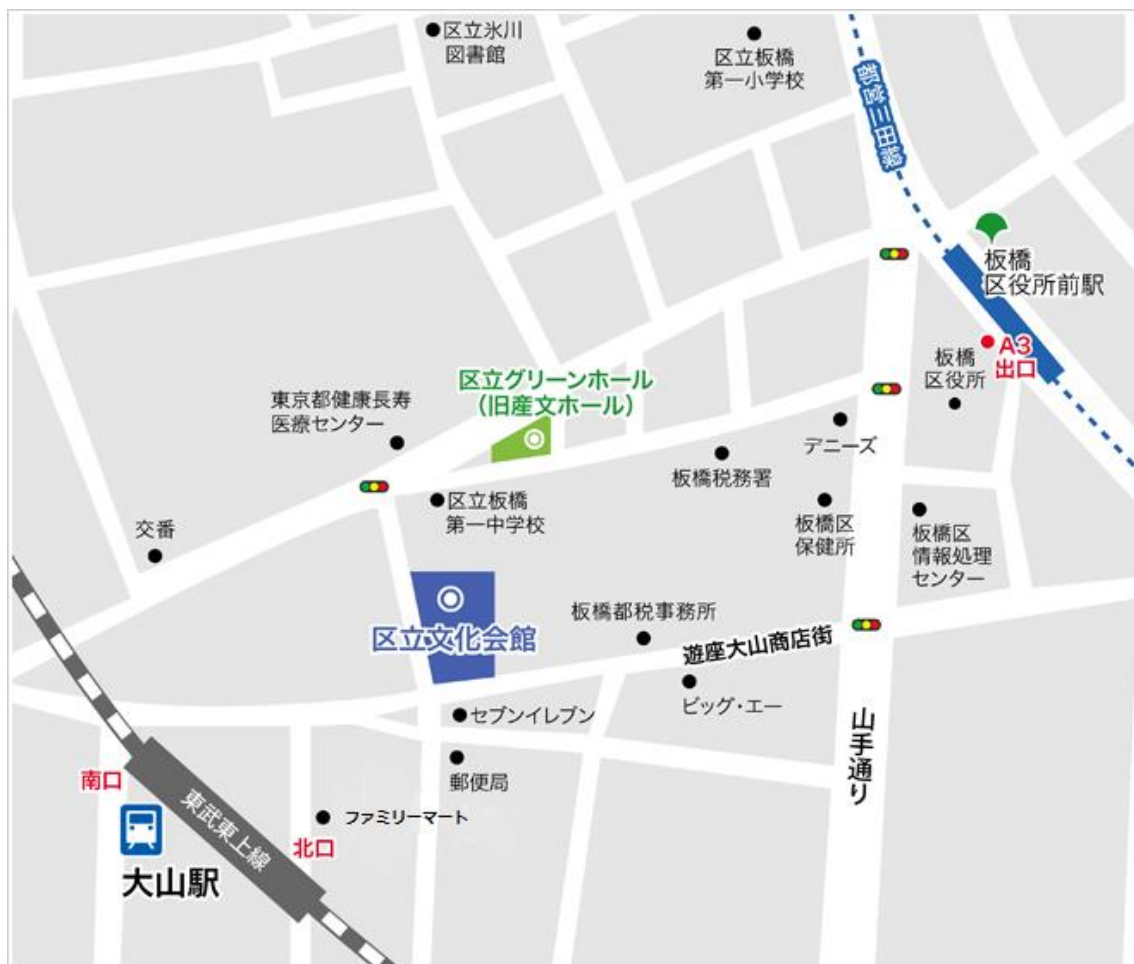 区立氷川
図書館
区立板橋
第一小学校
都営三田線
板橋
区役所前駅
A3
出口
板橋
区役所
区立グリーンホール
(旧産文ホール)
東京都健康長寿
医療センター
デニーズ
板橋税務署
区立板橋
第一中学校
板橋区
保健所
板橋区
情報処理
センター
交番
区立文化会館
板橋都税事務所
遊座大山商店街
ビッグ・エー
セブンイレブン
山手通り
郵便局
南口
東武東上線
ファミリーマート
北口
大山駅